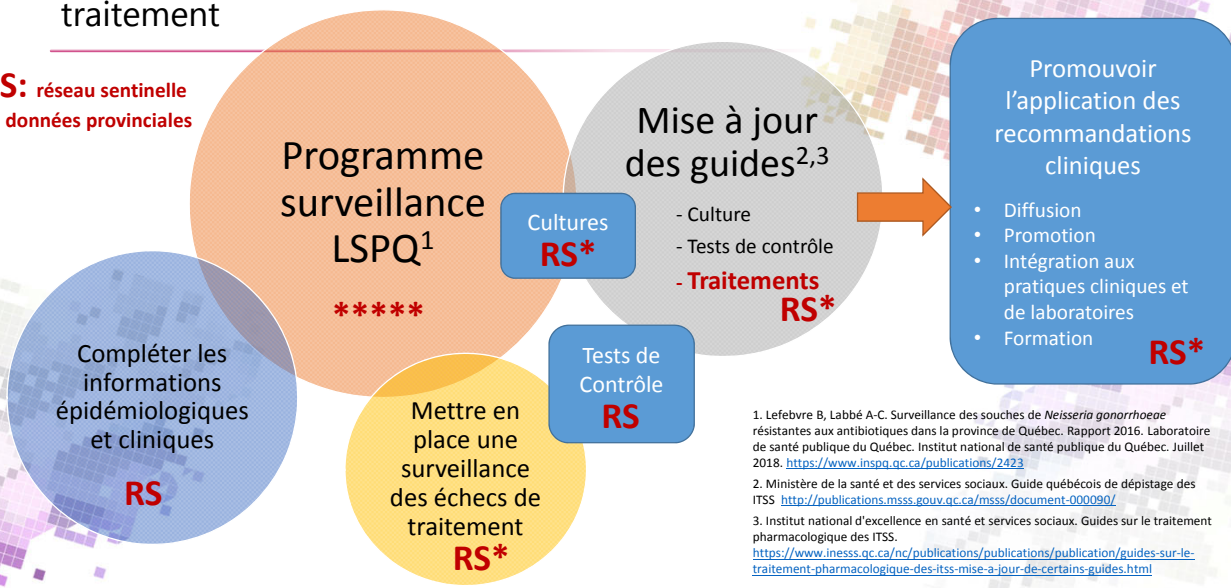 traitement
S: réseau sentinelle
données provinciales
Programme
surveillance
LSPQ1
*****
Mise à jour
des guides2,3
- Culture
- Tests de contrôle
- Traitements
RS*
Cultures
RS*
Compléter les
informations
épidémiologiques
et cliniques
RS
Mettre en
place une
surveillance
des échecs de
traitement
RS*
Tests de
Contrôle
RS
Promouvoir
l'application des
recommandations
cliniques
• Diffusion
• Promotion
• Intégration aux
pratiques cliniques et
de laboratoires
• Formation
RS*
1. Lefebvre B, Labbé A-C. Surveillance des souches de Neisseria gonorrhoeae
résistantes aux antibiotiques dans la province de Québec. Rapport 2016. Laboratoire
de santé publique du Québec. Institut national de santé publique du Québec. Juillet
2018. https://www.inspq.qc.ca/publications/2423
2. Ministère de la santé et des services sociaux. Guide québécois de dépistage des
ITSS http://publications.msss.gouv.qc.ca/msss/document-000090/
3. Institut national d'excellence en santé et services sociaux. Guides sur le traitement
pharmacologique des ITSS.
https://www.inesss.qc.ca/nc/publications/publications/publication/guides-sur-le-
traitement-pharmacologique-des-itss-mise-a-jour-de-certains-guides.html